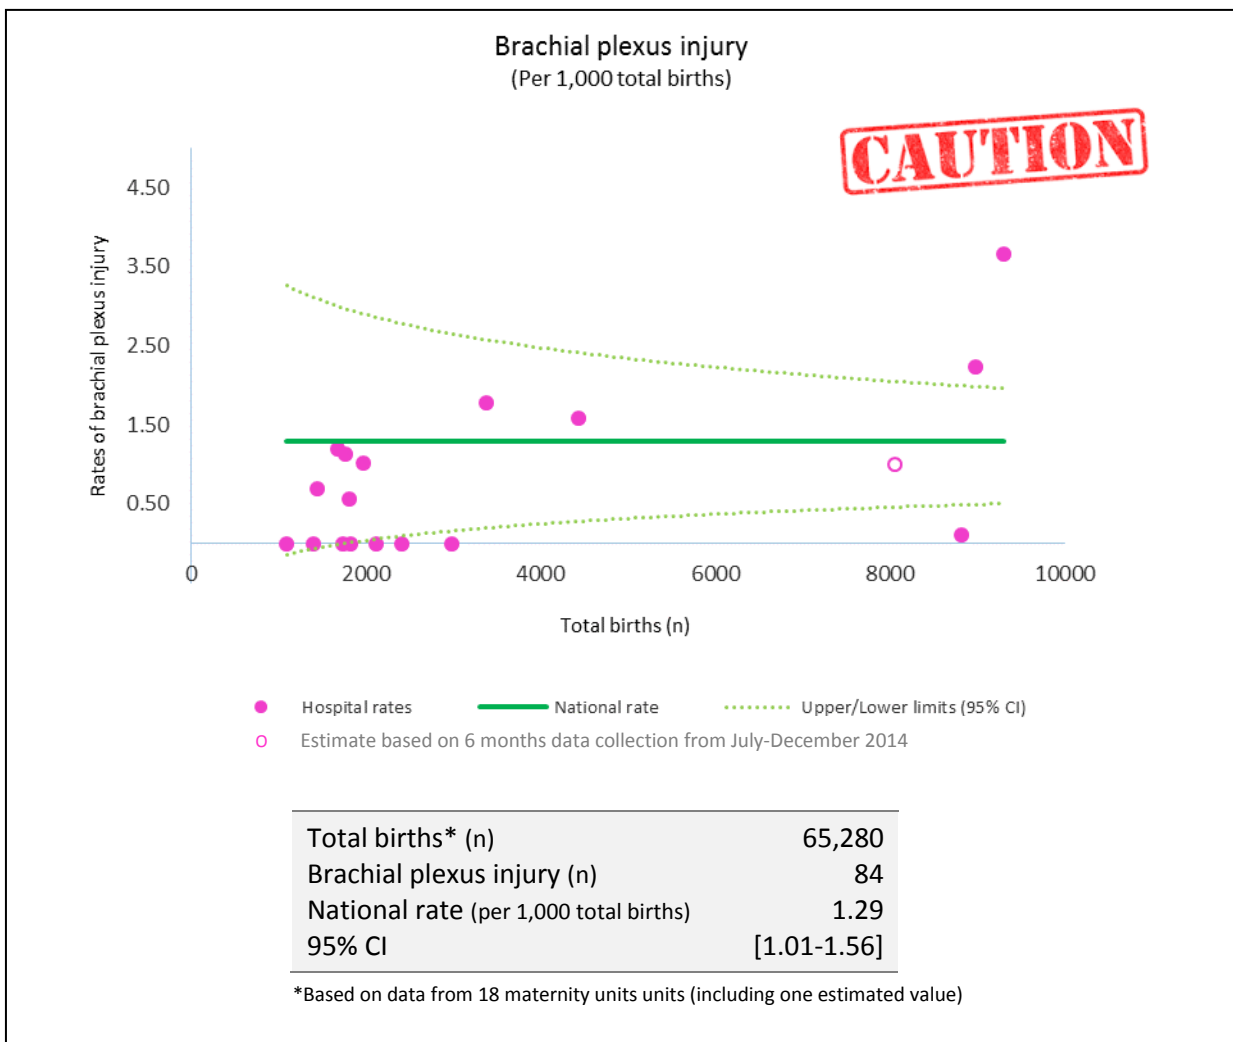 Brachial plexus injury
(Per 1,000 total births)
CAUTION
Rates of brachial plexus injury
4.50
3.50
2.50
1.50
0.50
0 2000 4000 6000 8000 10000
Total births (n)
Hospital rates National rate Upper/Lower limits (95% CI)
Estimate based on 6 months data collection from July-December 2014
Total births* (n) 65,280
Brachial plexus injury (n) 84
National rate (per 1,000 total births) 1.29
95% CI [1.01-1.56]
*Based on data from 18 maternity units units (including one estimated value)